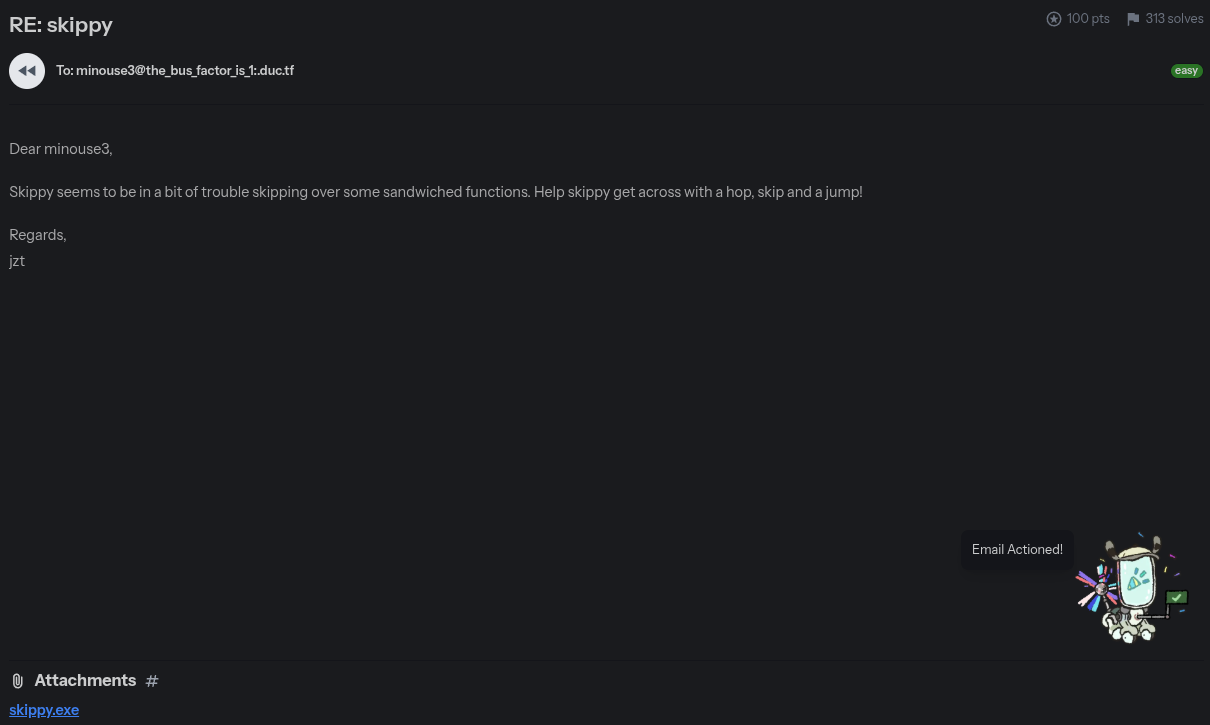 RE: skippy
100 pts
313 solves
To: minouse3@the_bus_factor_is_1:.duc.tf
easy
Dear minouse3,
Skippy seems to be in a bit of trouble skipping over some sandwiched functions. Help skippy get across with a hop, skip and a jump!
Regards,
jzt
Email Actioned!
Attachments #
skippy.exe